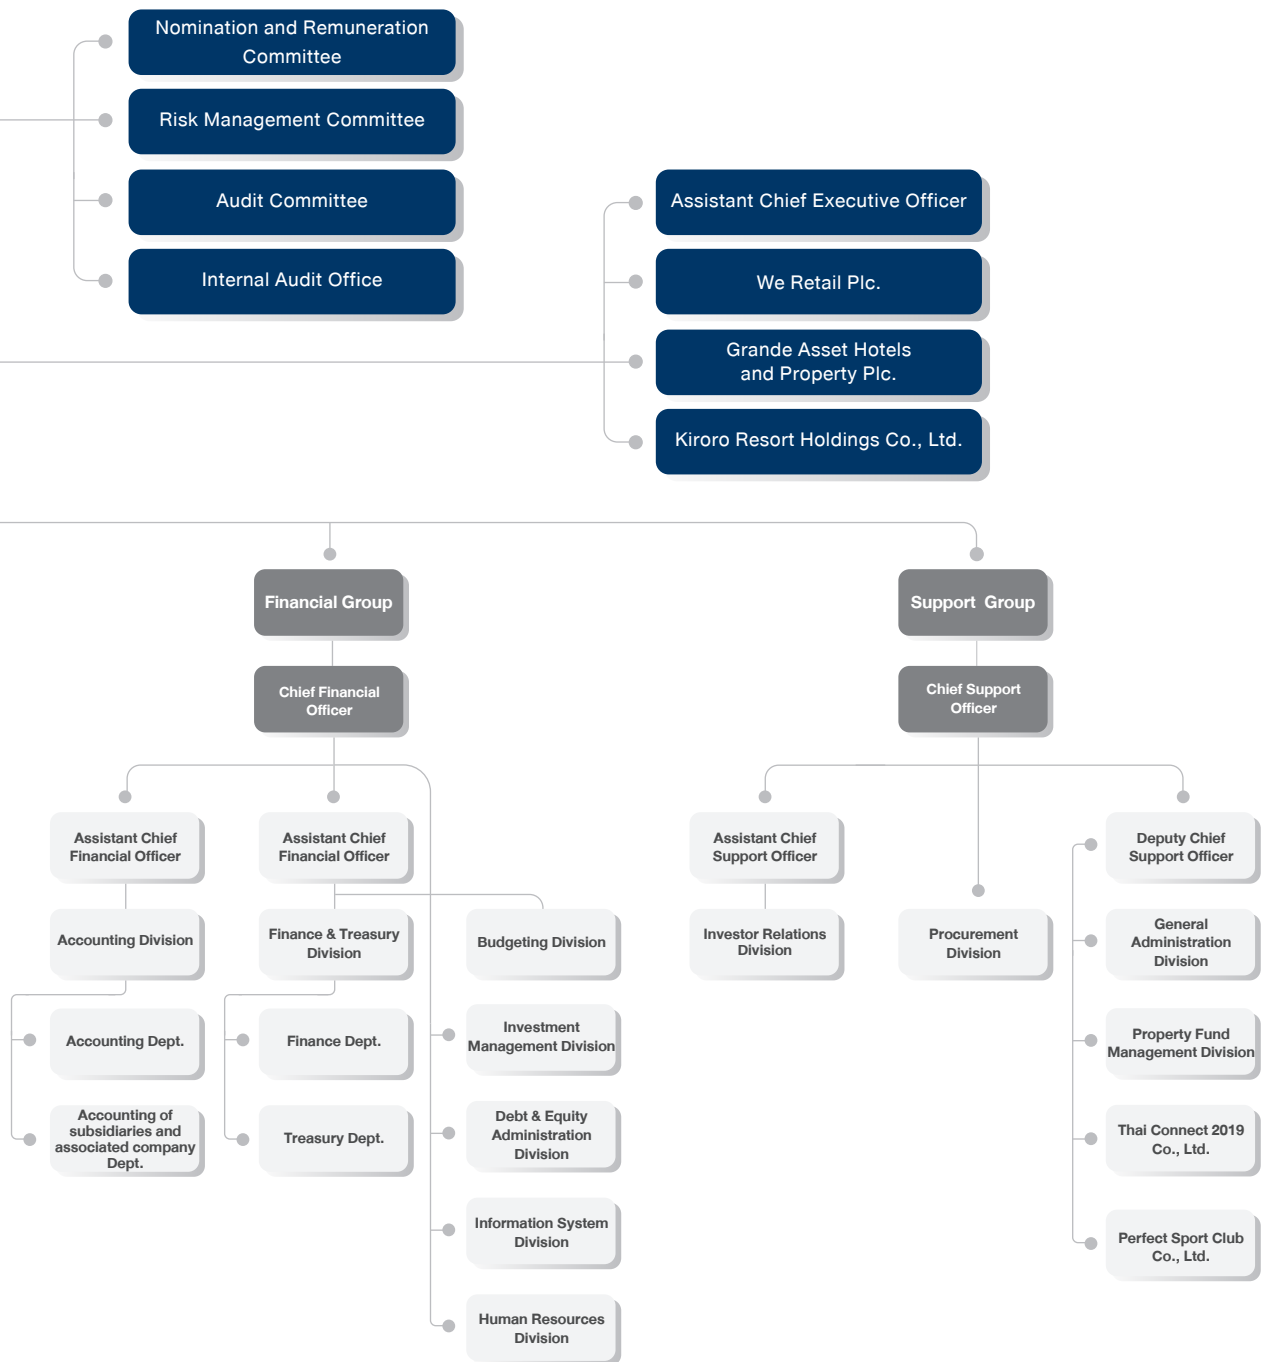 Nomination and Remuneration
Committee
Risk Management Committee
Audit Committee
Internal Audit Office
Assistant Chief Executive Officer
We Retail Plc.
Grande Asset Hotels
and Property Plc.
Kiroro Resort Holdings Co., Ltd.
Financial Group
Chief Financial
Officer
Assistant Chief
Financial Officer
Accounting Division
Accounting Dept.
Accounting of
subsidiaries and
associated company
Dept.
Assistant Chief
Financial Officer
Finance & Treasury
Division
Finance Dept.
Treasury Dept.
Budgeting Division
Investment
Management Division
Debt & Equity
Administration
Division
Information System
Division
Human Resources
Division
Support Group
Chief Support
Officer
Assistant Chief
Support Officer
Investor Relations
Division
Procurement
Division
Deputy Chief
Support Officer
General
Administration
Division
Property Fund
Management Division
Thai Connect 2019
Co., Ltd.
Perfect Sport Club
Co., Ltd.